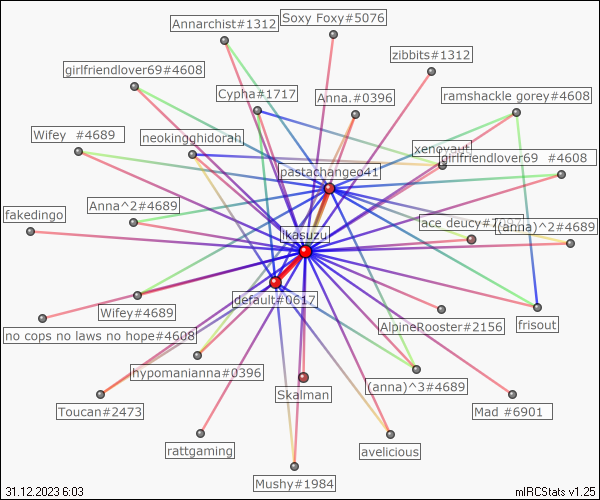 Soxy Foxy#5076
Annarchist#1312
zibbits#1312
girlfriendlover69#4608
Cypha#1717
Anna.#0396
ramshackle gorey#4608
Wifey #4689
neokingghidorah
xencyaut
girlfriendlover69 #4608
pastachangeo41
Anna^2#4689
fakedingo
ace decoy#2097
(anna)^2#4689
ikasuzu
default#0617
Wifey#4689
AlpineRooster#2156
frisout
no cops no laws no hope#4608
hypomanianna#0396
(anna)^3#4689
Skalman
Toucan#2473
Mad #6901
rattgaming
avelicious
Mushy#1984
31.12.2023 6:03
mIRCStats v1.25